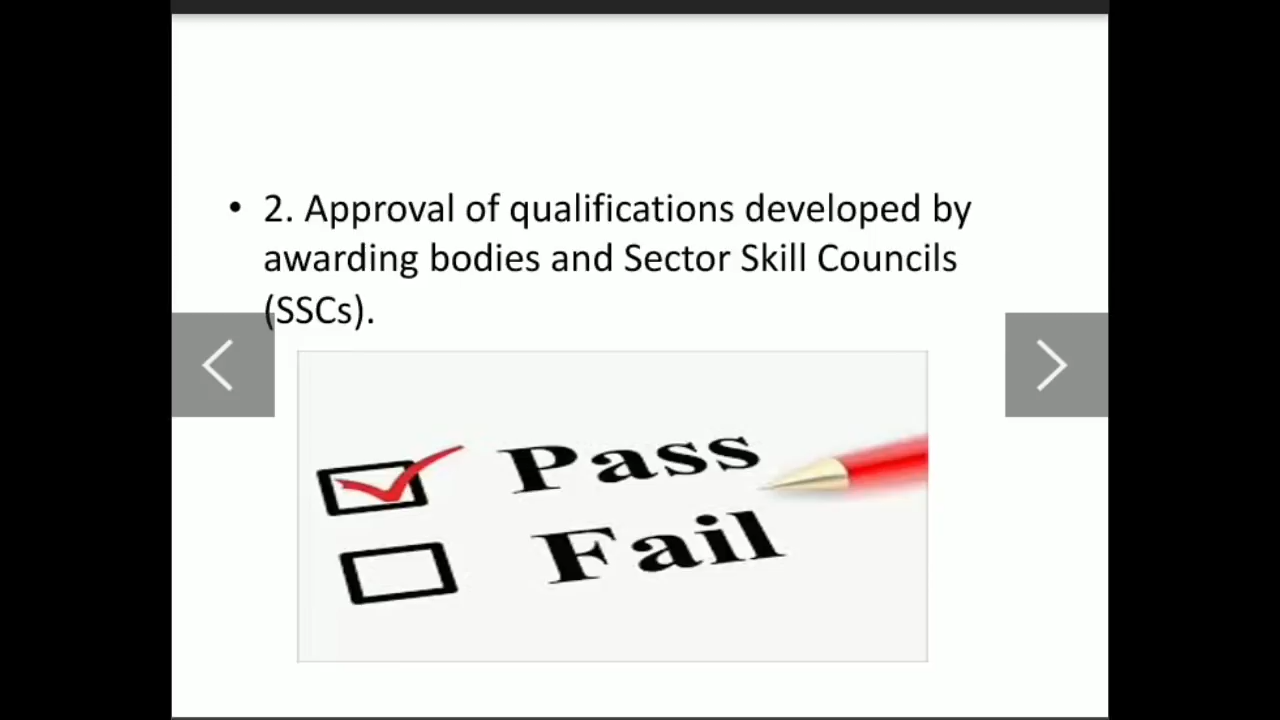 • 2. Approval of qualifications developed by
awarding bodies and Sector Skill Councils
(SSCs).
Pass
Fail